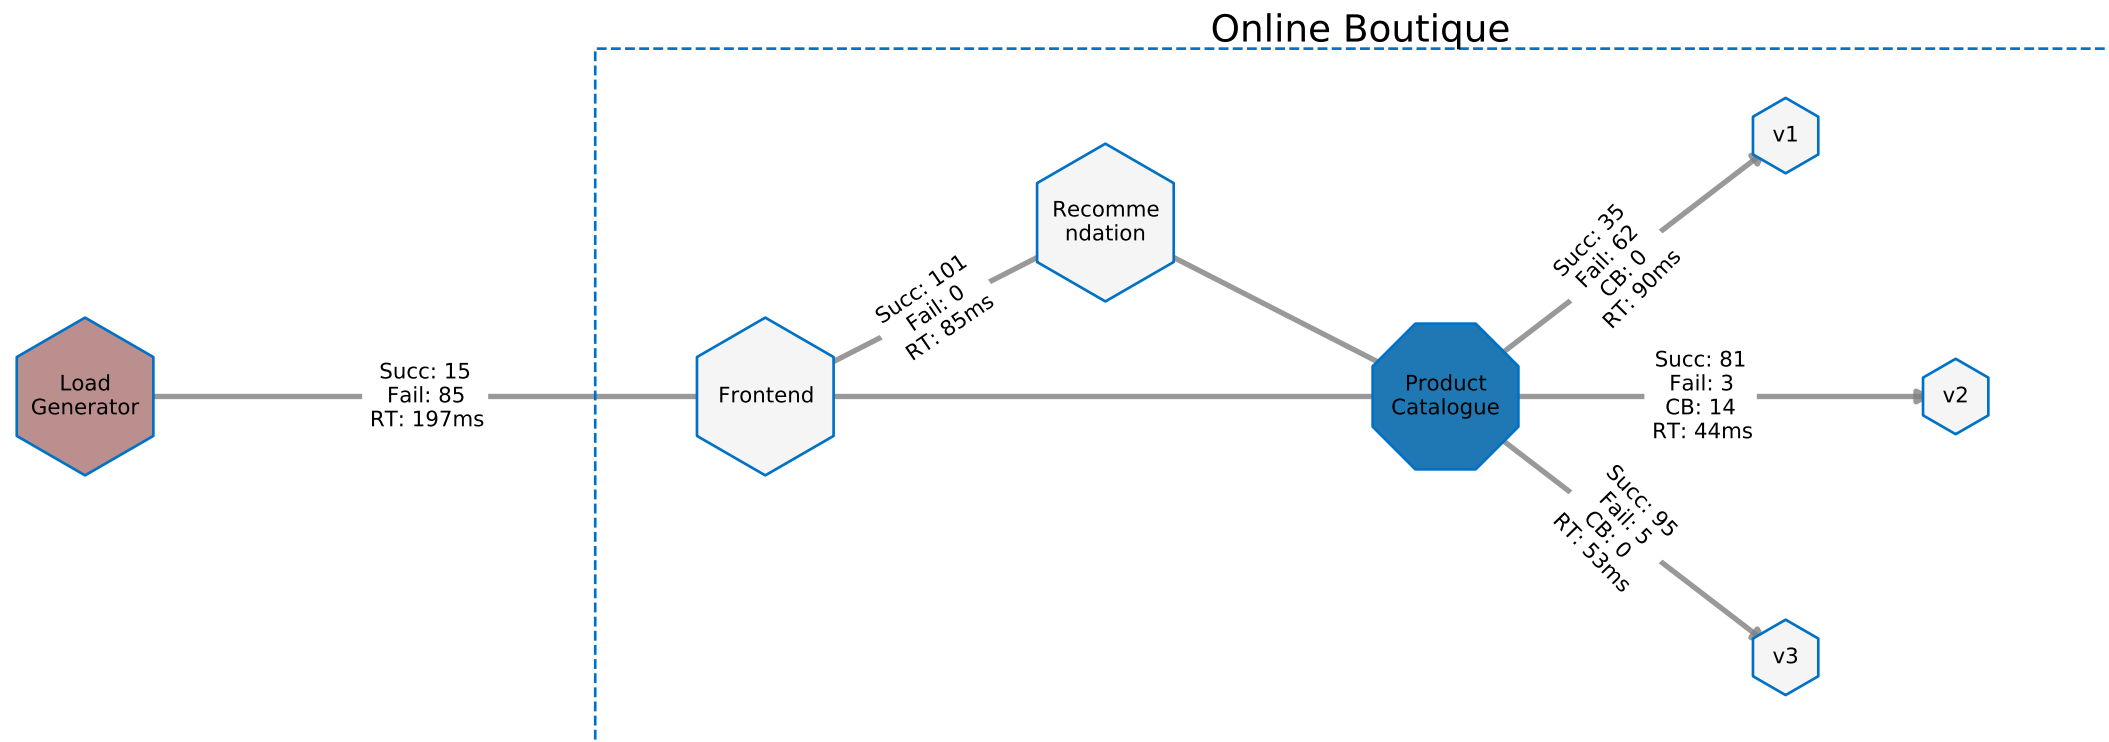 Online Boutique
Load
Generator
Succ: 15
Fail: 85
RT: 197ms
Frontend
Succ: 101
Fail: 0
RT: 85ms
Recomme
ndation
Product
Catalogue
Succ: 35
Fail: 62
CB: 0
RT: 90ms
v1
Succ: 81
Fail: 3
CB: 14
RT: 44ms
v2
Succ: 95
Fail: 5
CB: 0
RT: 53ms
v3